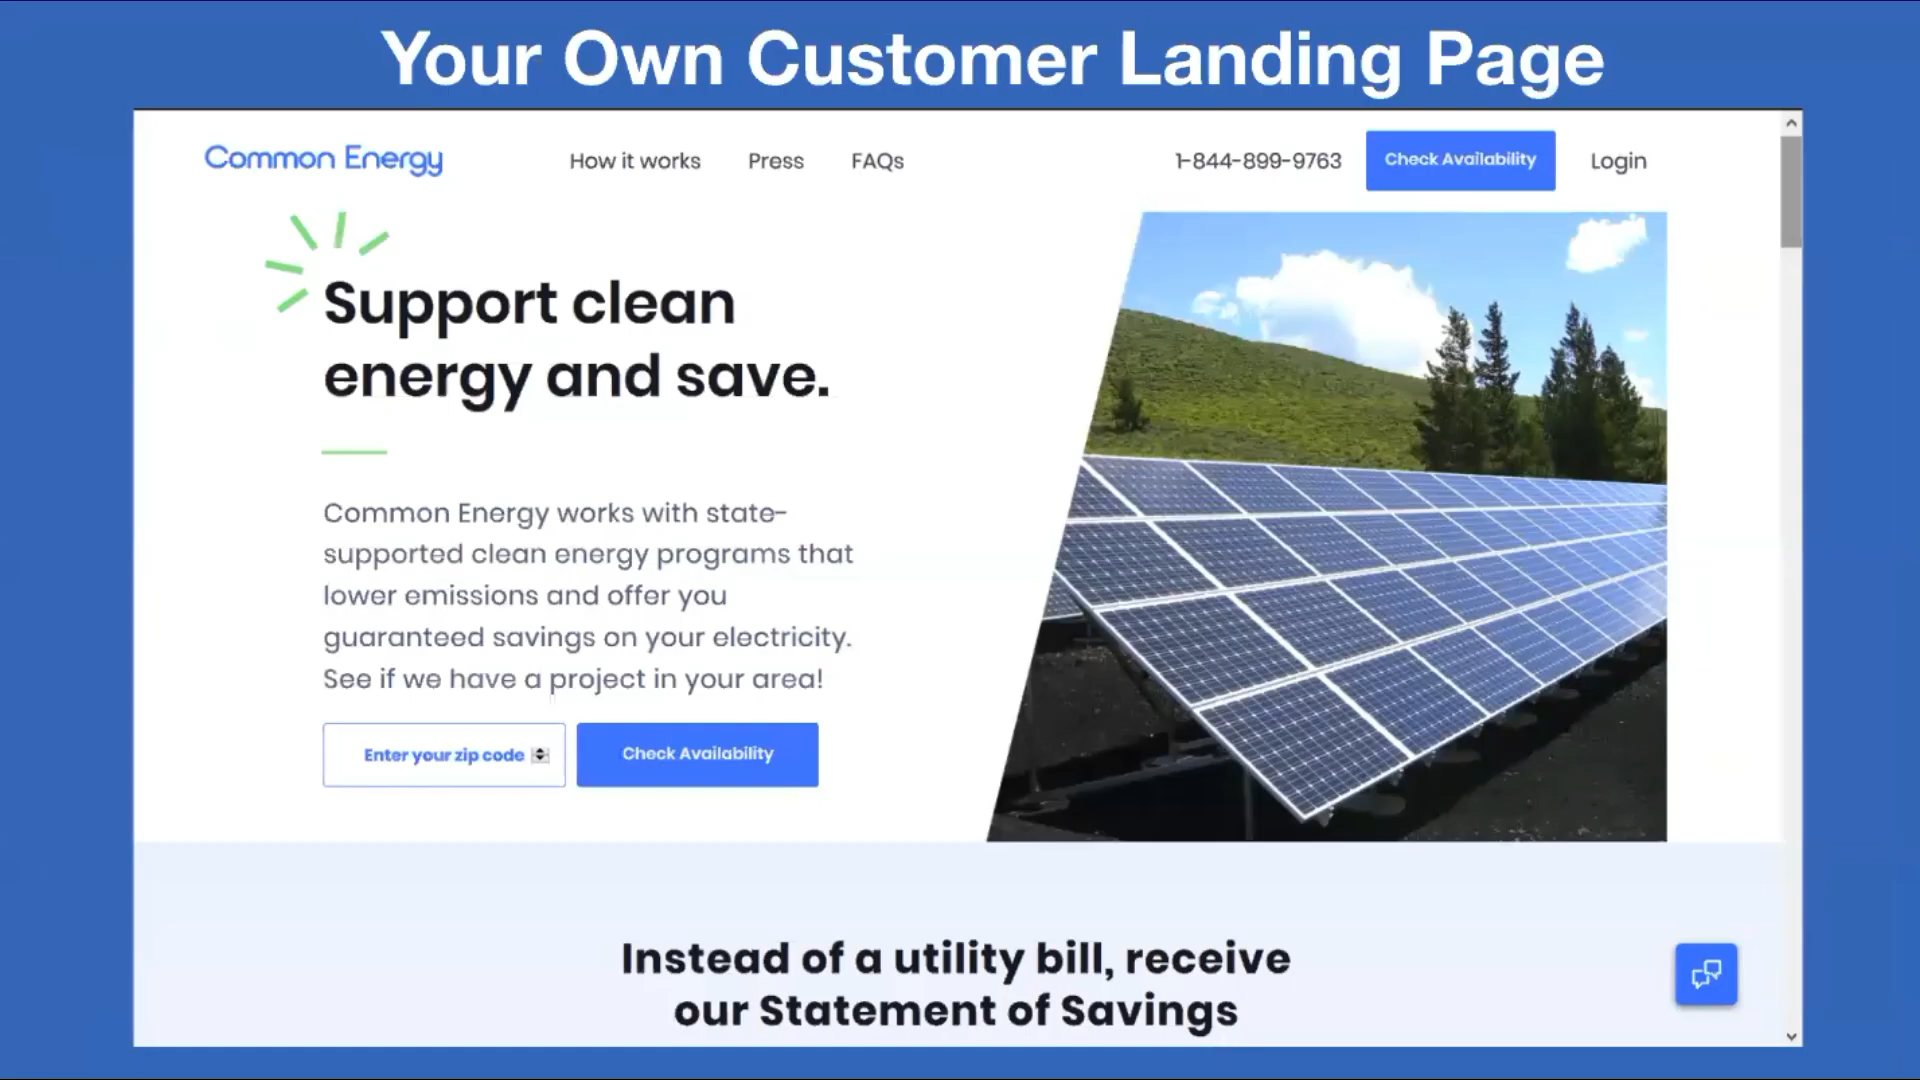 Your Own Customer Landing Page
Common Energy
How it works
Press
FAQs
1-844-899-9763
Check Availability
Login
Support clean
energy and save.
Common Energy works with state-
supported clean energy programs that
lower emissions and offer you
guaranteed savings on your electricity.
See if we have a project in your area!
Enter your zip code
Check Availability
Instead of a utility bill, receive
our Statement of Savings